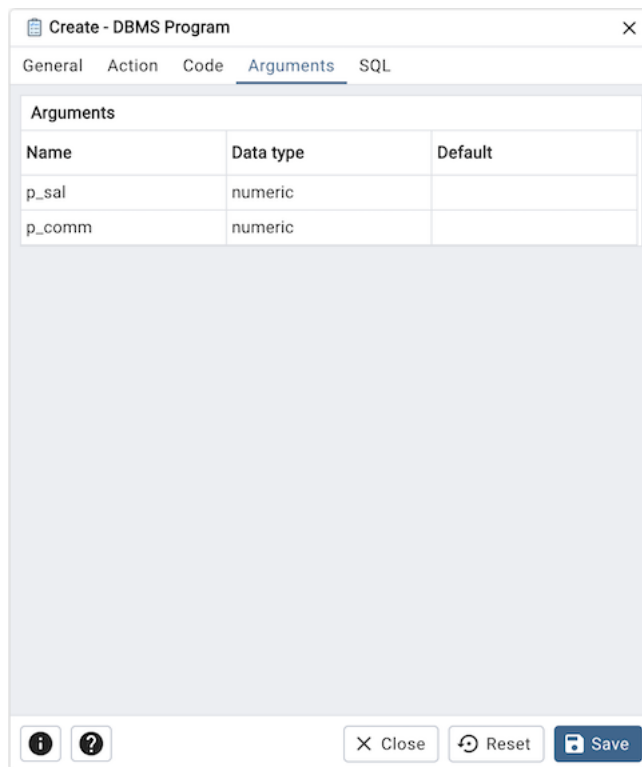 Create - DBMS Program
General Action Code Arguments SQL
Arguments
Name Data type Default
p_sal numeric
p_comm numeric
Close Reset Save